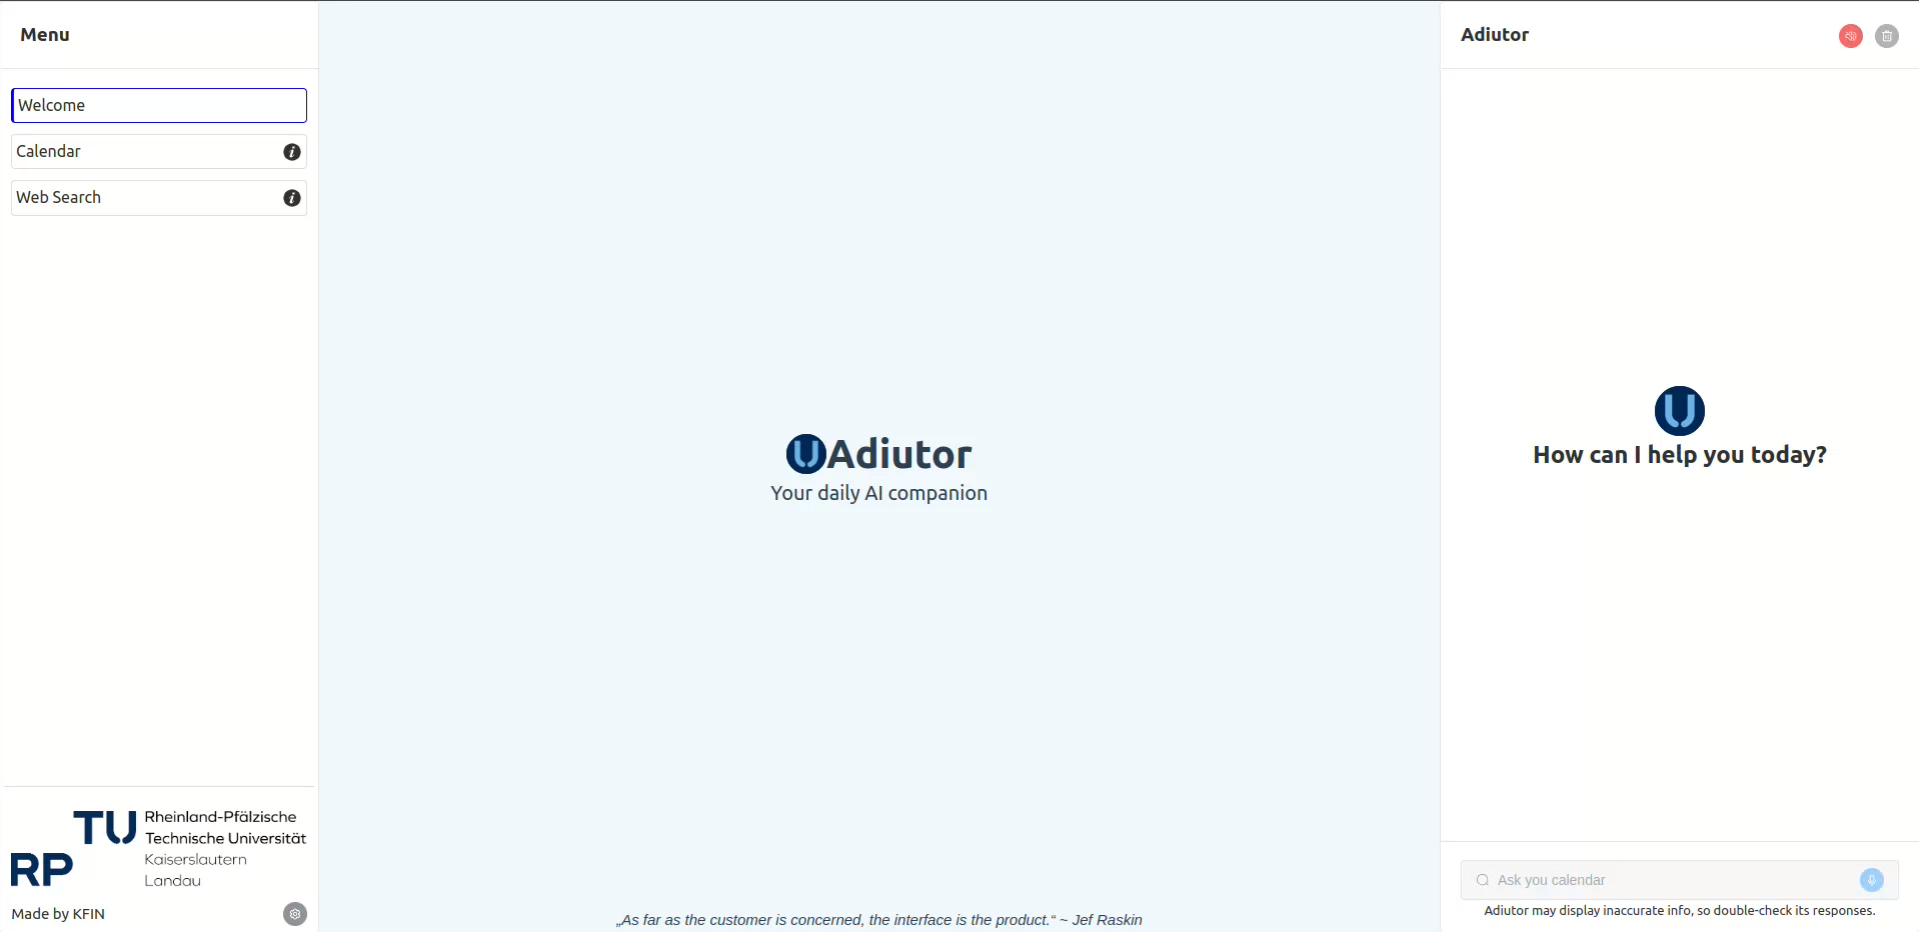 Menu
Welcome
Calendar
Web Search
TU
RP
Rheinland-Pfälzische
Technische Universität
Kaiserslautern
Landau
Made by KFIN
Adiutor
Your daily AI companion
„As far as the customer is concerned, the interface is the product.“ ~ Jef Raskin
Adiutor
How can I help you today?
Ask you calendar
Adiutor may display inaccurate info, so double-check its responses.